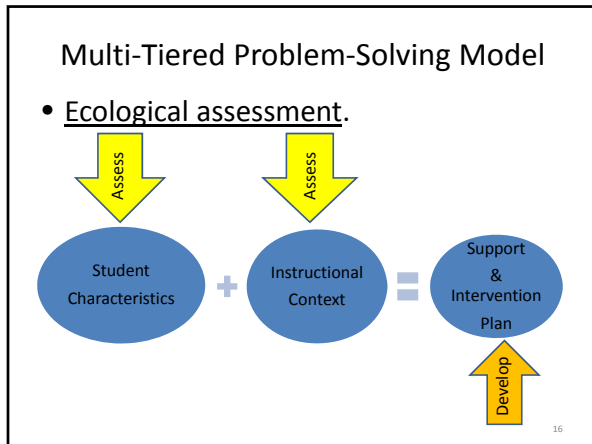 Multi-Tiered Problem-Solving Model
• Ecological assessment.
Assess
Assess
Student
Characteristics
+
Instructional
Context
=
Support
&
Intervention
Plan
Develop
16